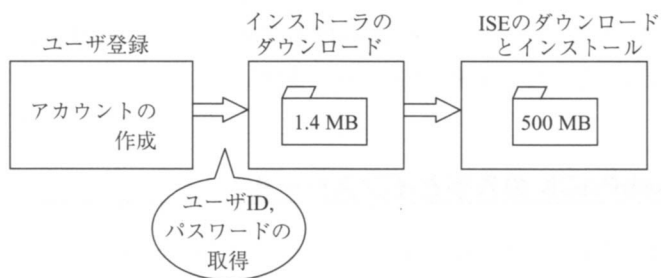 ユーザ登録
アカウントの
作成
インストーラの
ダウンロード
1.4 MB
ISEのダウンロード
とインストール
500 MB
ユーザID,
パスワードの
取得